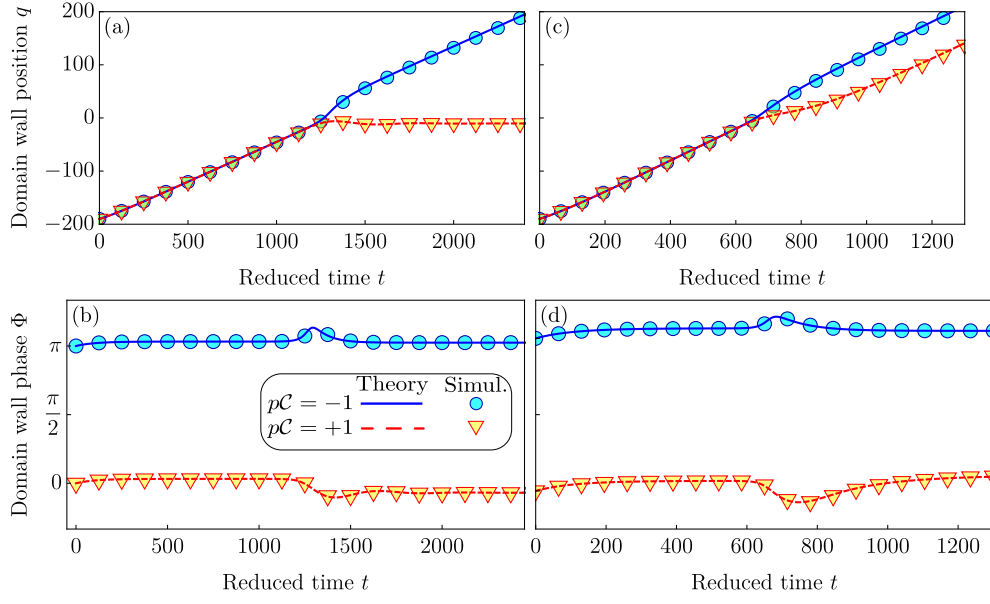 (a)
(c)
Domain wall position q
200
100
0
−100
−200
0
500
1000
1500
2000
0
200
400
600
800
1000
1200
Reduced time t
Reduced time t
(b)
(d)
Domain wall phase Φ
π
π/2
0
Theory Simul.
pC = −1
pC = +1
0
500
1000
1500
2000
0
200
400
600
800
1000
1200
Reduced time t
Reduced time t